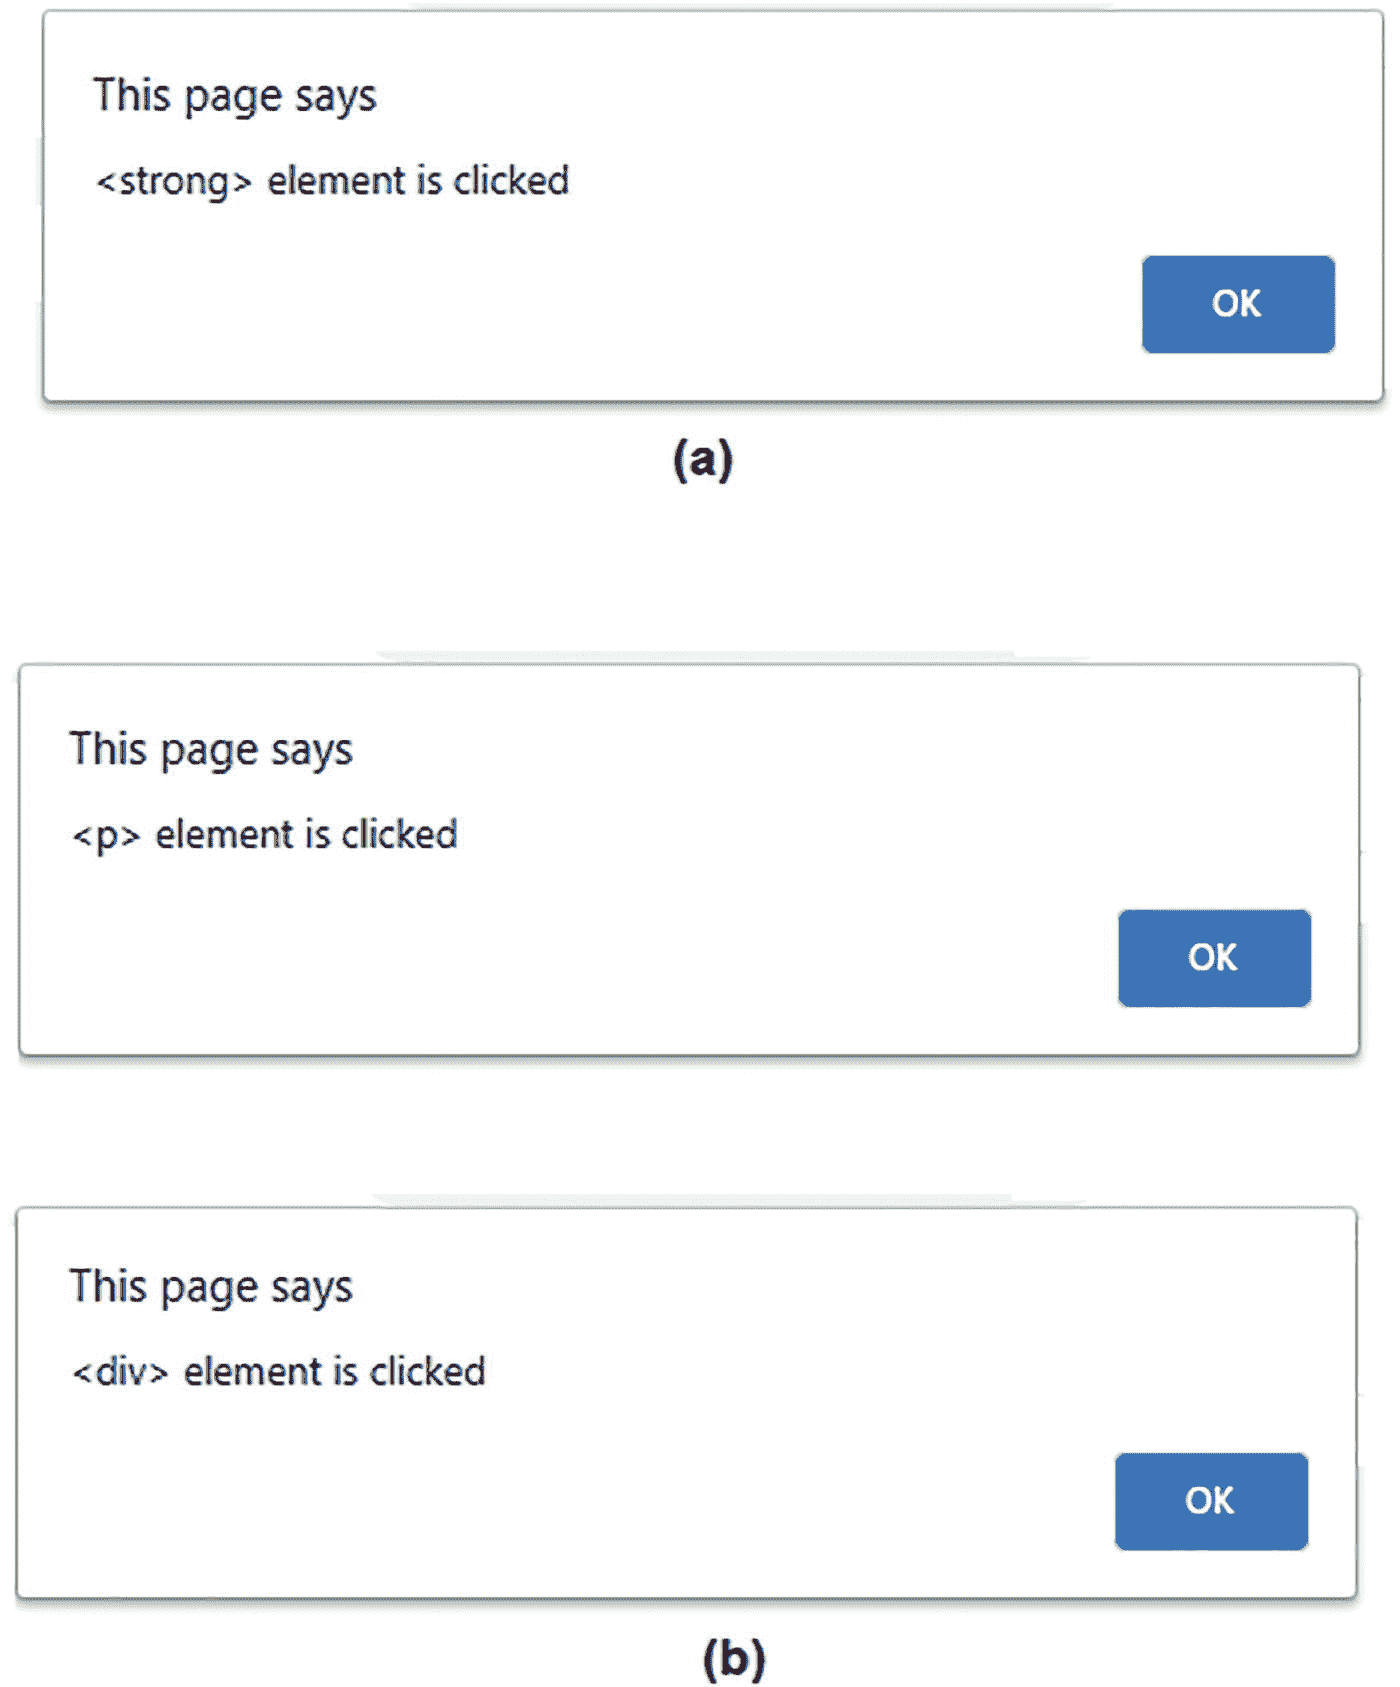 This page says
<strong> element is clicked
OK
(a)
This page says
<p> element is clicked
OK
This page says
<div> element is clicked
OK
(b)